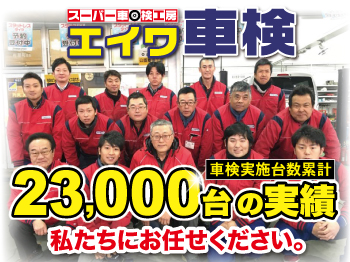 スーパー車検工房
エイワ車検
車検実施台数累計
23,000台の実績
私たちにお任せください。